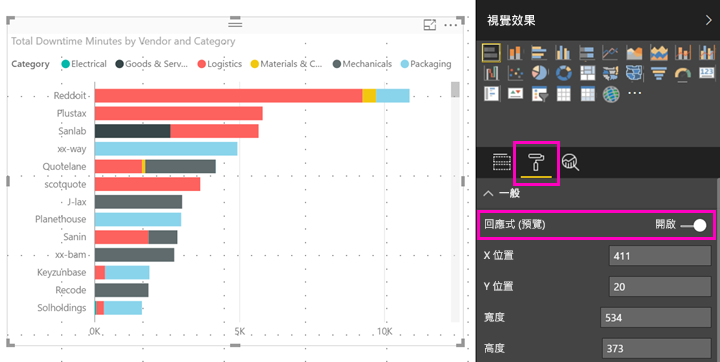 Total Downtime Minutes by Vendor and Category
Category Electrical Goods & Serv... Logistics Materials & C... Mechanicals Packaging
Reddoit
Plustax
Sanlab
xx-way
Quotelane
scotquote
J-lax
Planethouse
Sanin
xx-bam
Keyzunbase
Recode
Solholdings
0K 5K 10K
視覺效果
一般
回應式 (預覽) 開啟
X 位置 411
Y 位置 20
寬度 534
高度 373